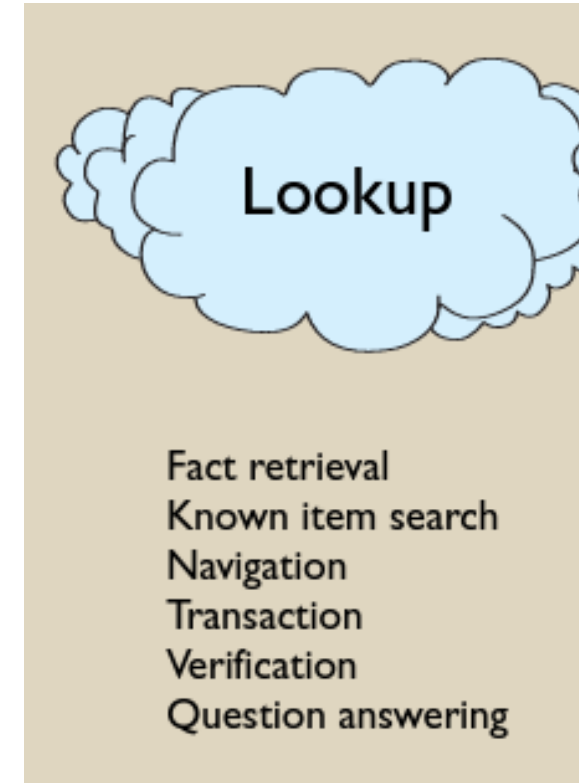 Lookup
Fact retrieval
Known item search
Navigation
Transaction
Verification
Question answering